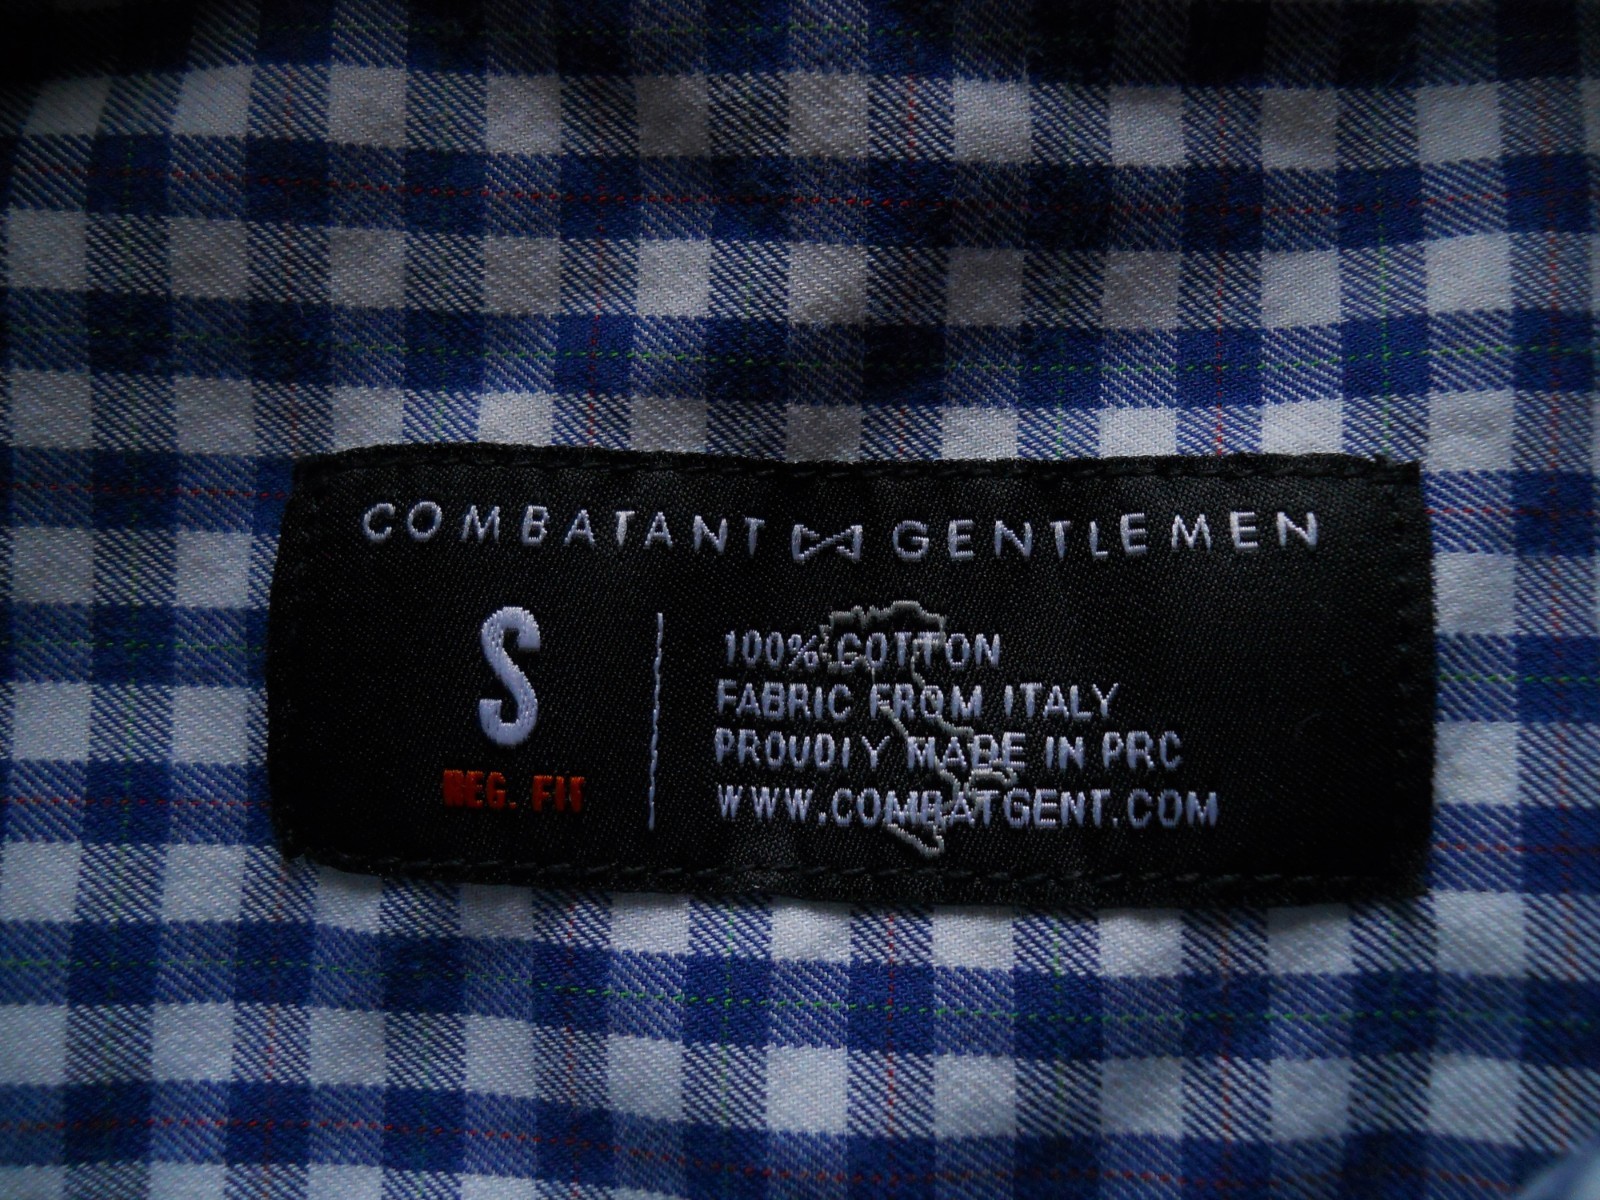 COMBATANT GENTLEMEN
S
REG. FIT
100% COTTON
FABRIC FROM ITALY
PROUDLY MADE IN PRC
WWW.COMBATGENT.COM